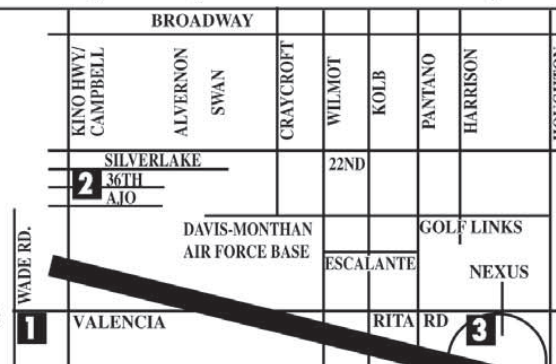 BROADWAY
KINO HWY/
CAMPBELL
ALVERNON
SWAN
CRAYCROFT
WILMOT
KOLB
PANTANO
HARRISON
SILVERLAKE
22ND
2
36TH
AJO
DAVIS-MONTHAN
AIR FORCE BASE
GOLF LINKS
ESCALANTE
WADE RD.
NEXUS
1
VALENCIA
RITA RD
3